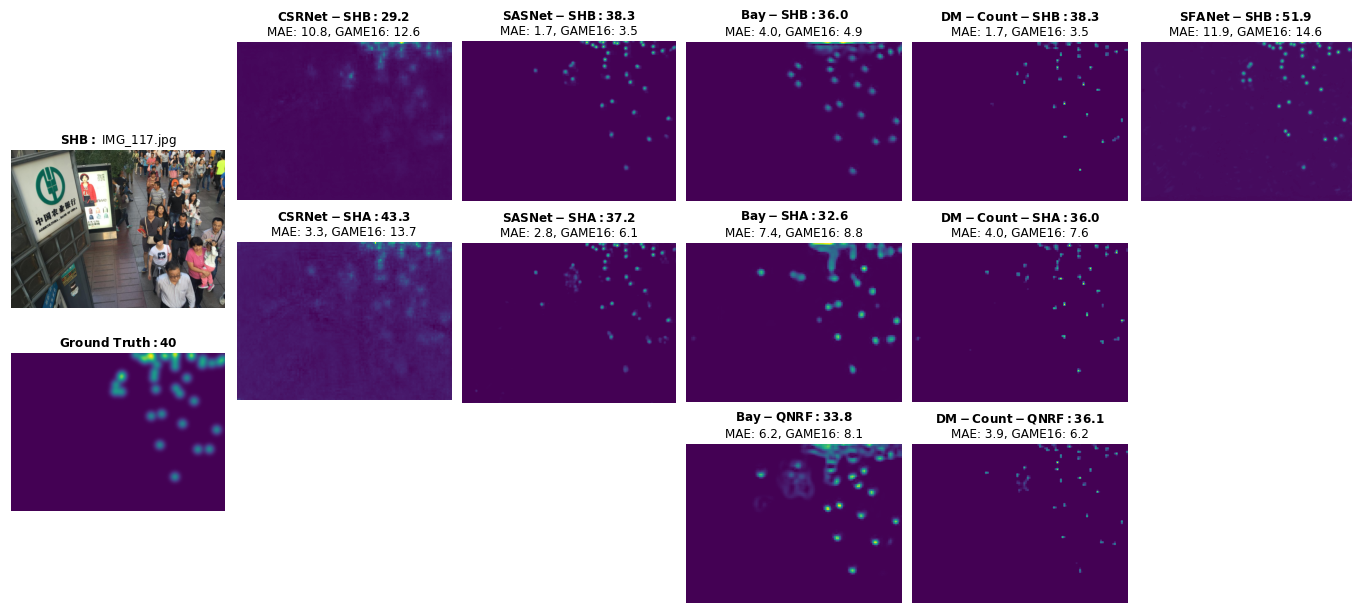 CSRNet−SHB: 29.2
MAE: 10.8, GAME16: 12.6
SASNet−SHB: 38.3
MAE: 1.7, GAME16: 3.5
Bay−SHB: 36.0
MAE: 4.0, GAME16: 4.9
DM−Count−SHB: 38.3
MAE: 1.7, GAME16: 3.5
SFANet−SHB: 51.9
MAE: 11.9, GAME16: 14.6
SHB: IMG_117.jpg
中国农业银行
CSRNet−SHA: 43.3
MAE: 3.3, GAME16: 13.7
SASNet−SHA: 37.2
MAE: 2.8, GAME16: 6.1
Bay−SHA: 32.6
MAE: 7.4, GAME16: 8.8
DM−Count−SHA: 36.0
MAE: 4.0, GAME16: 7.6
Ground Truth: 40
Bay−QNRF: 33.8
MAE: 6.2, GAME16: 8.1
DM−Count−QNRF: 36.1
MAE: 3.9, GAME16: 6.2